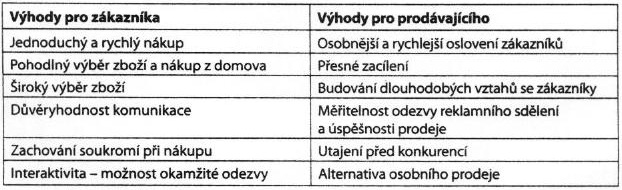 Výhody pro zákazníka Výhody pro prodávajícího
Jednoduchý a rychlý nákup Osobnější a rychlejší oslovení zákazníků
Pohodlný výběr zboží a nákup z domova Přesné zacílení
Široký výběr zboží Budování dlouhodobých vztahů se zákazníky
Důvěryhodnost komunikace Měřitelnost odezvy reklamního sdělení
a úspěšnosti prodeje
Zachování soukromí při nákupu Utajení před konkurencí
Interaktivita – možnost okamžité odezvy Alternativa osobního prodeje